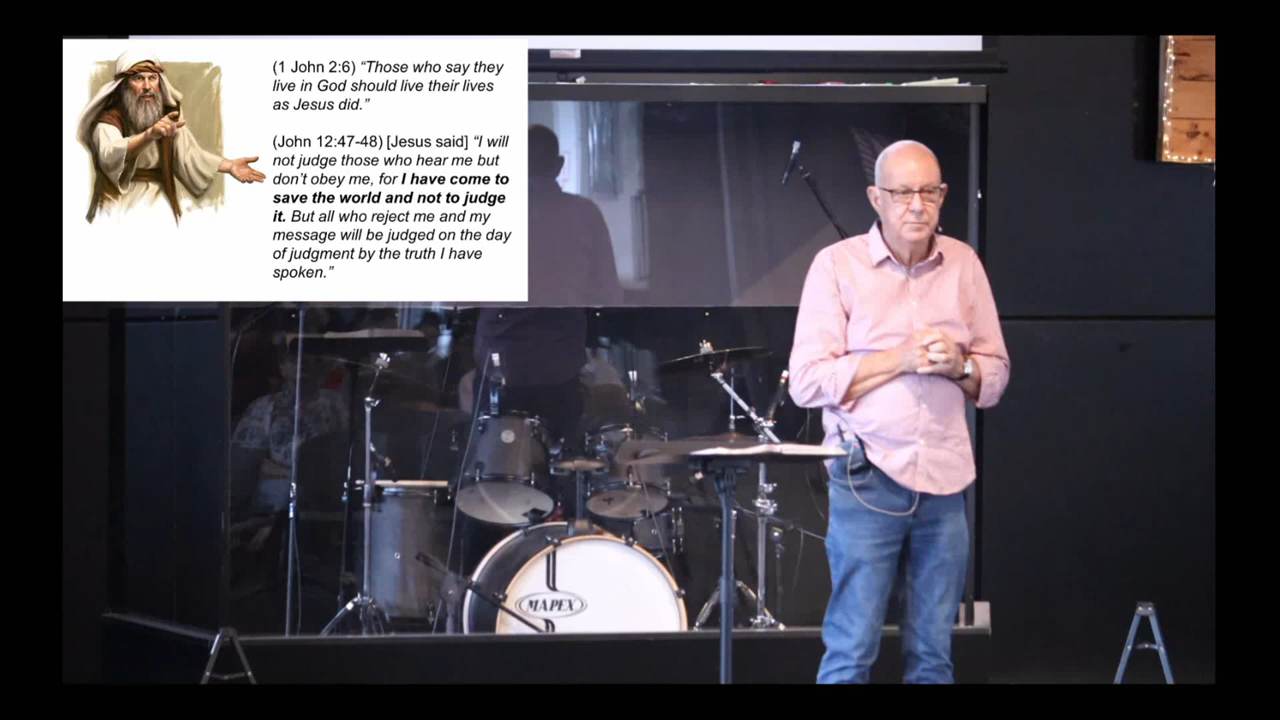 (1 John 2:6) “Those who say they
live in God should live their lives
as Jesus did.”
(John 12:47-48) [Jesus said] “I will
not judge those who hear me but
don’t obey me, for I have come to
save the world and not to judge
it. But all who reject me and my
message will be judged on the day
of judgment by the truth I have
spoken.”
MAPEX